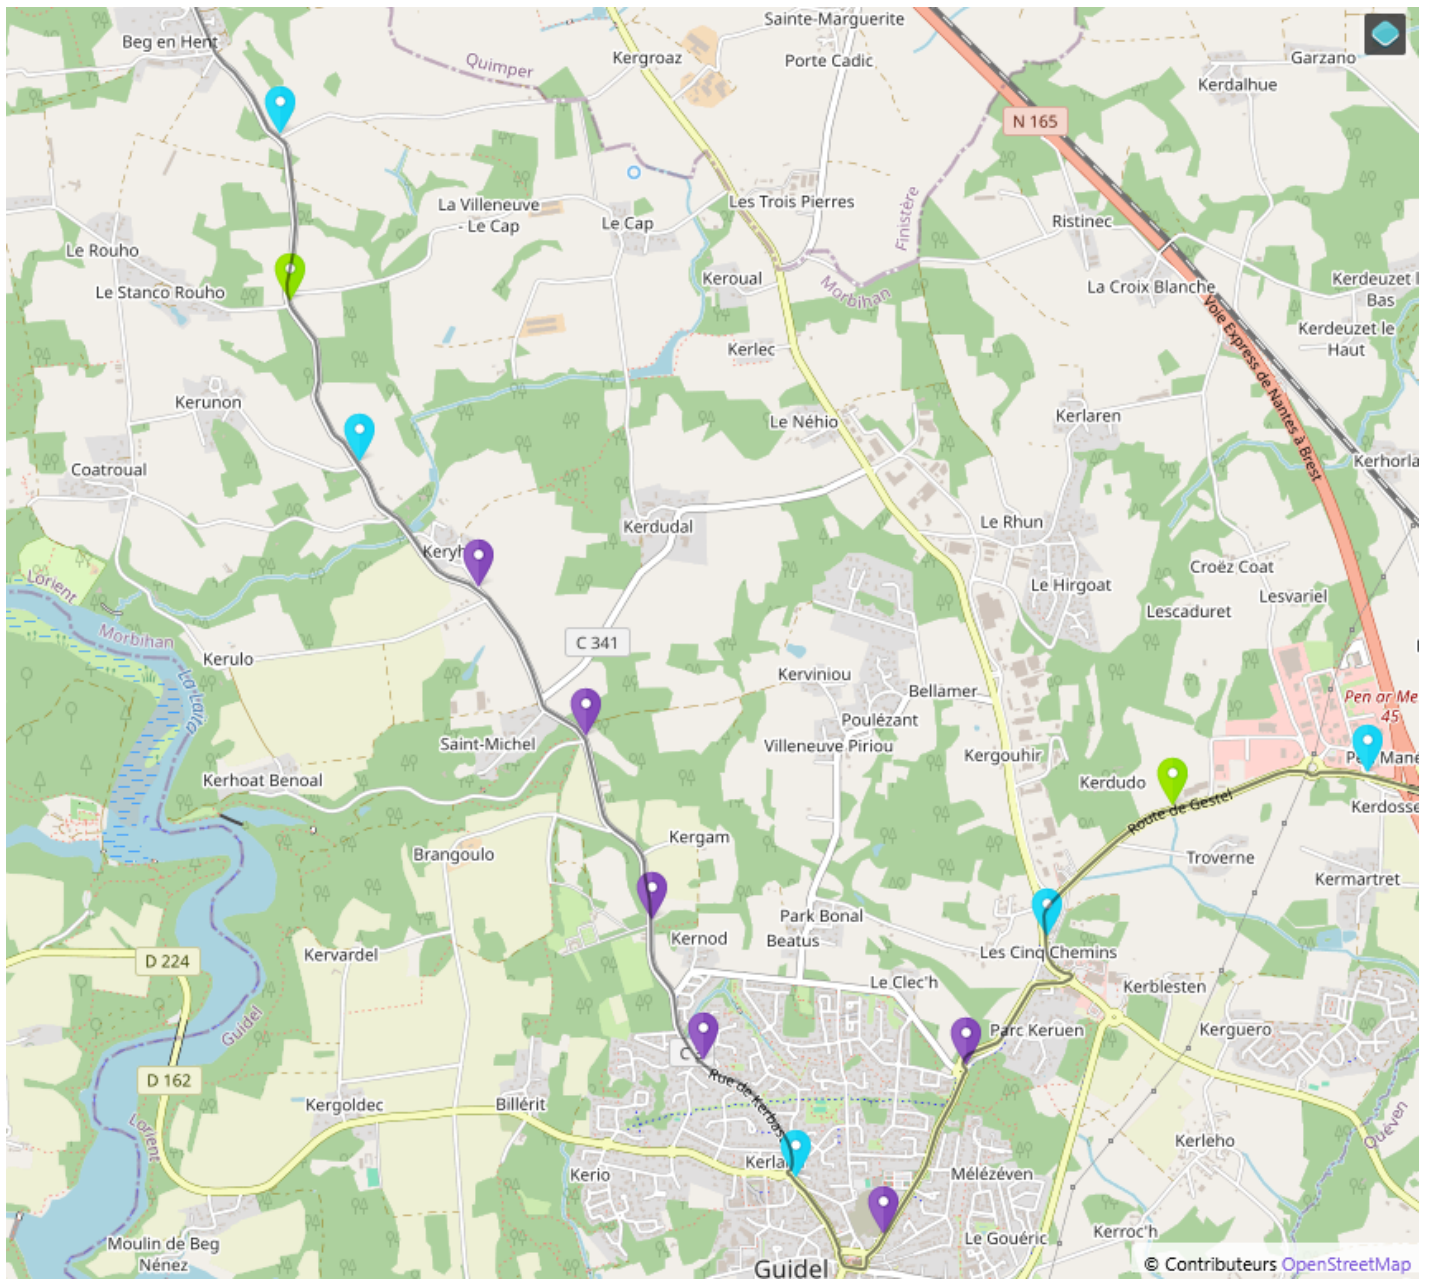 Sainte-Marguerite
Beg en Hent
Kergroaz
Porte Cadic
Garzano
Quimper
Kerdalhue
N 165
La Villeneuve
- Le Cap
Le Cap
Les Trois Pierres
Finistère
Ristinec
Le Rouho
Keroual
Morbihan
La Croix Blanche
Kerdeuzet l
Bas
Le Stanco Rouho
Kerdeuzet le
Haut
Voie Express de Nantes à Brest
Kerlec
Kerunon
Le Néhio
Kerlaren
Coatroual
Kerhorla
Kerdudal
Le Rhun
Keryh
Croëz Coat
Lorient
Le Hirgoat
Lesvariel
Lescaduret
Morbihan
C 341
Kerulo
La Laïta
Kerviniou
Bellamer
Pen ar Me
45
Poulézant
Saint-Michel
Villeneuve Piriou
Kergouhir
Mané
Kerhoat Benoal
Kerdudo
Route de Gestel
Kerdosse
Kergam
Brangoulo
Troverne
Kermartret
Park Bonal
Kernod
Beatus
Kervardel
Les Cinq Chemins
D 224
Le Clec'h
Kerblesten
Guidel
Parc Keruen
Kerguero
C
D 162
Rue de Kerbas
Kergoldec
Billérit
Lorient
Quéven
Kerleho
Kerla
Kerio
Mélézéven
Moulin de Beg
Nénez
Le Gouéric
Kerroc'h
Guidel
© Contributeurs OpenStreetMap